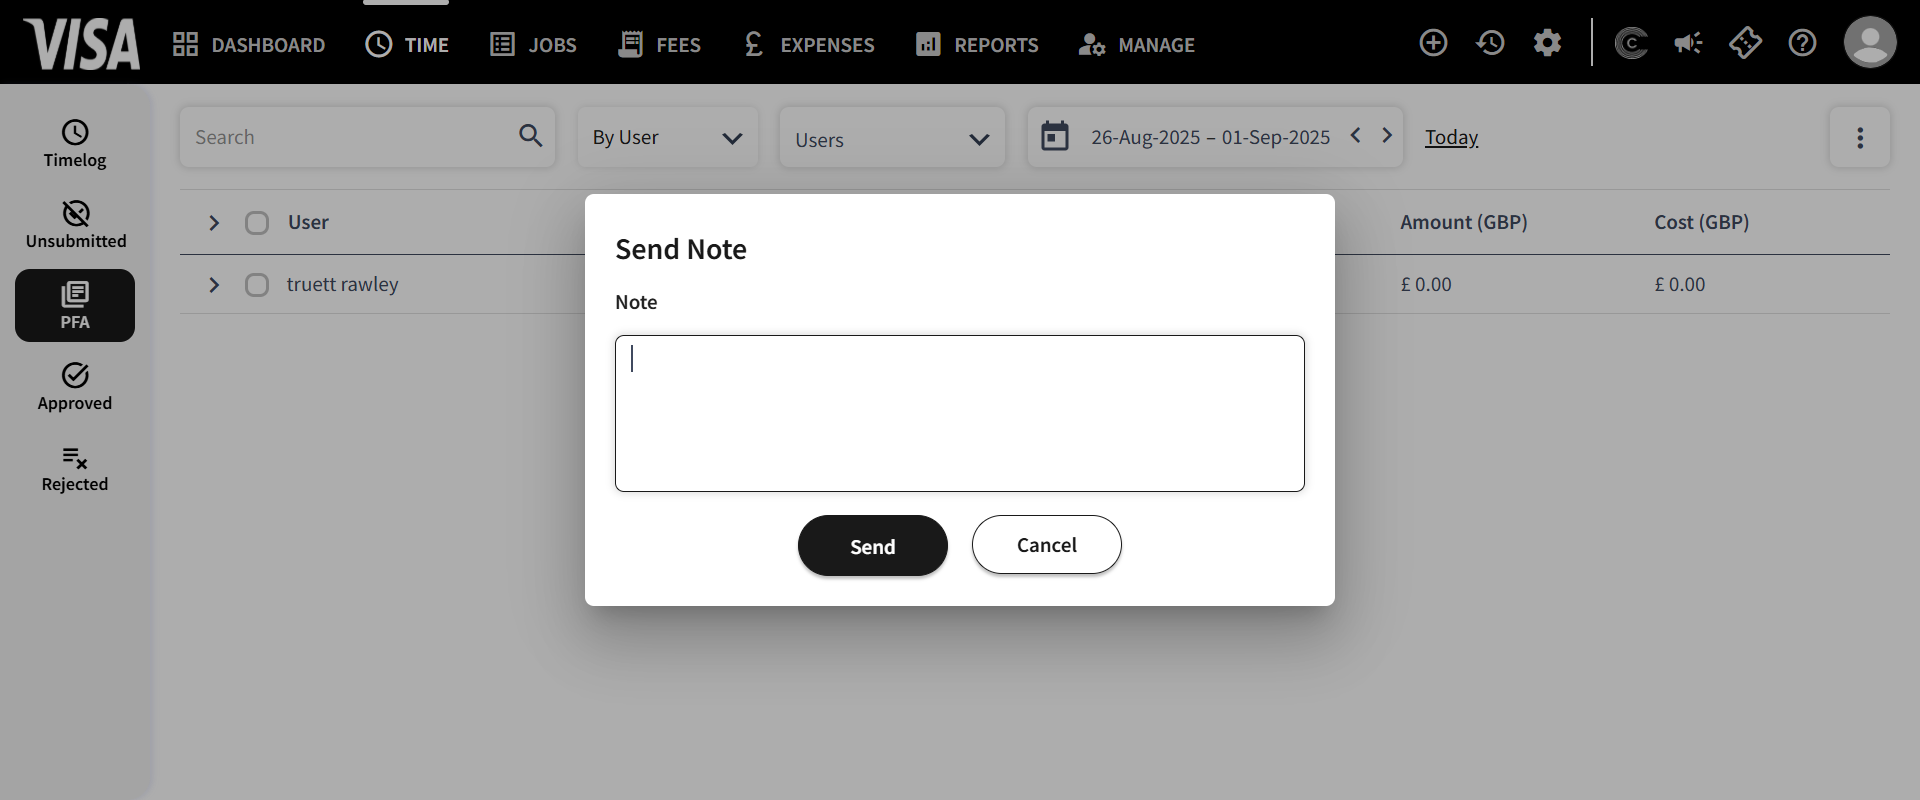 VISA
DASHBOARD TIME JOBS FEES £ EXPENSES REPORTS MANAGE
Timelog
Unsubmitted
PFA
Approved
Rejected
Search By User Users 26-Aug-2025 – 01-Sep-2025 Today
User Amount (GBP) Cost (GBP)
truett rawley £ 0.00 £ 0.00
Send Note
Note
Send Cancel